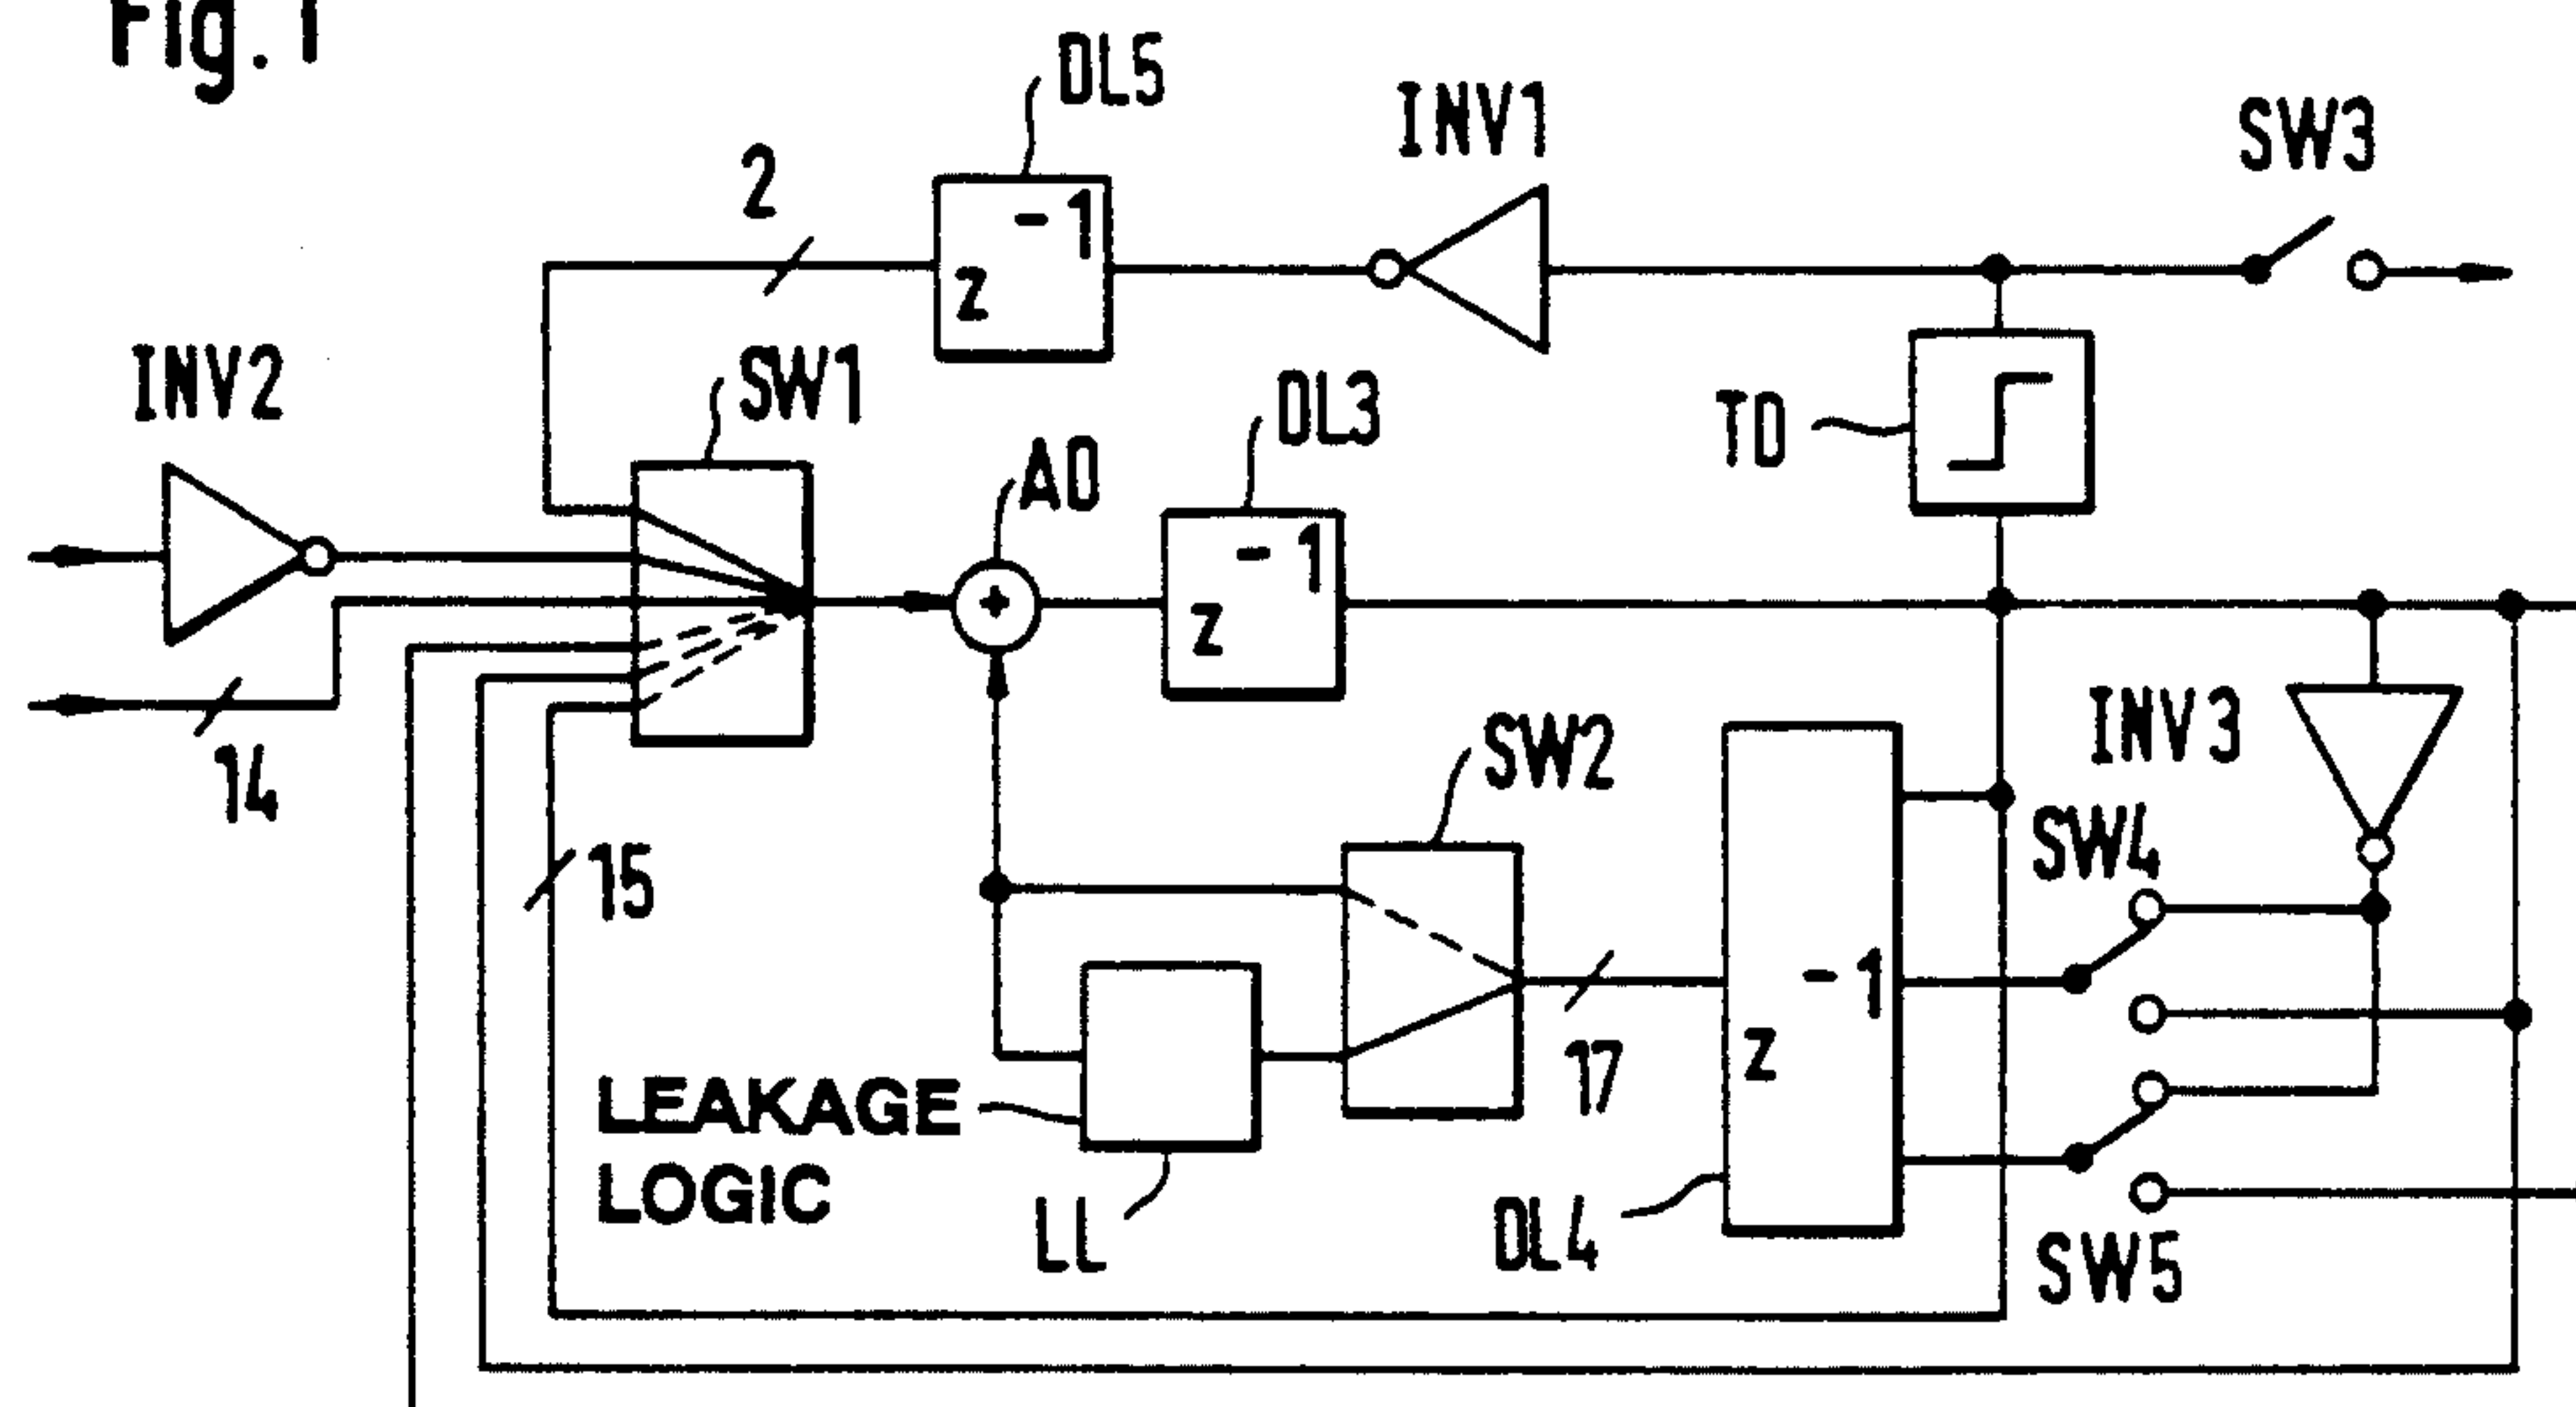 Fig. 1
DL5
INV1
SW3
2
z -1
INV2
SW1
DL3
TD
AD
z -1
+
14
15
SW2
INV3
SW4
17
z -1
LEAKAGE
LOGIC
LL
DL4
SW5